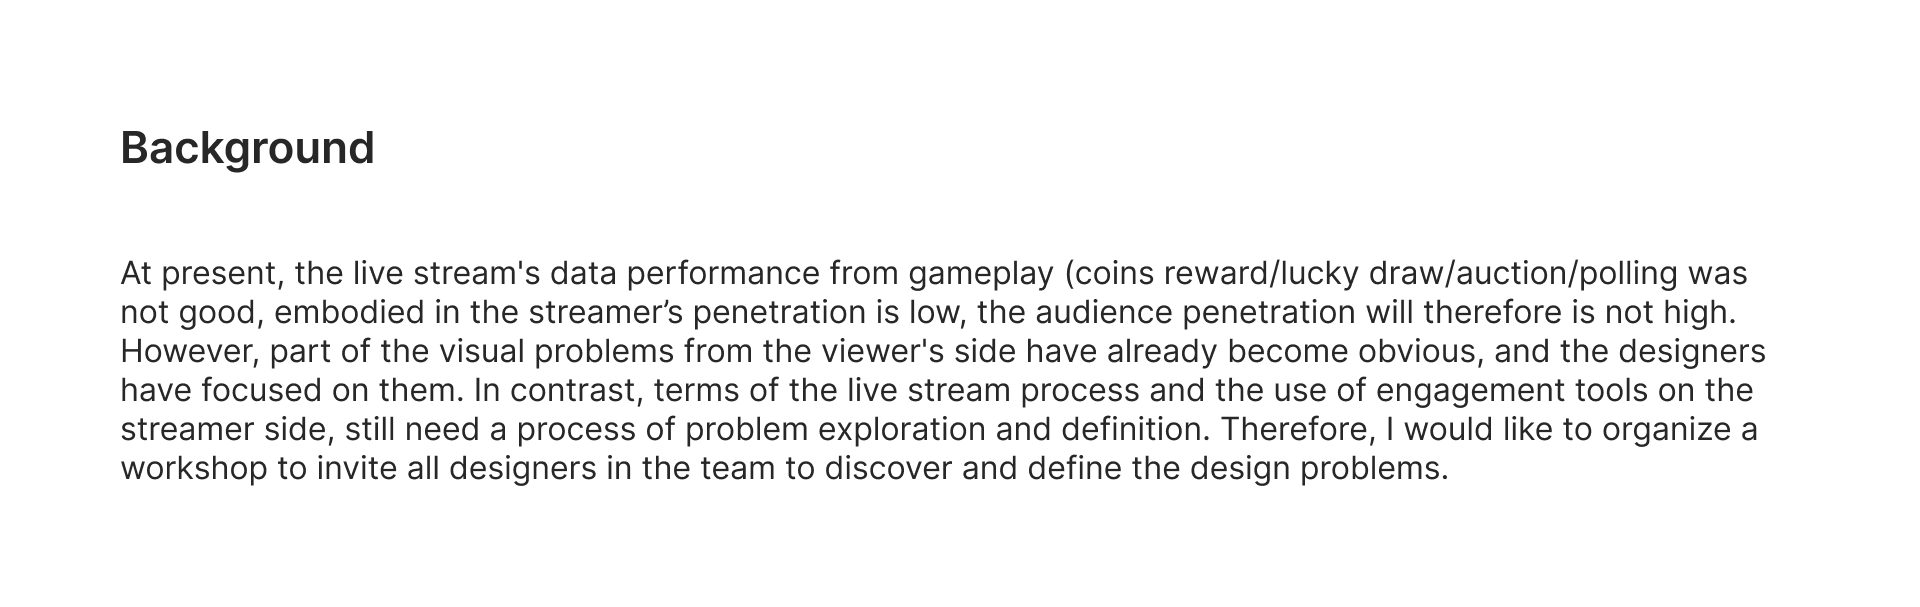 Background
At present, the live stream's data performance from gameplay (coins reward/lucky draw/auction/polling was
not good, embodied in the streamer’s penetration is low, the audience penetration will therefore is not high.
However, part of the visual problems from the viewer's side have already become obvious, and the designers
have focused on them. In contrast, terms of the live stream process and the use of engagement tools on the
streamer side, still need a process of problem exploration and definition. Therefore, I would like to organize a
workshop to invite all designers in the team to discover and define the design problems.